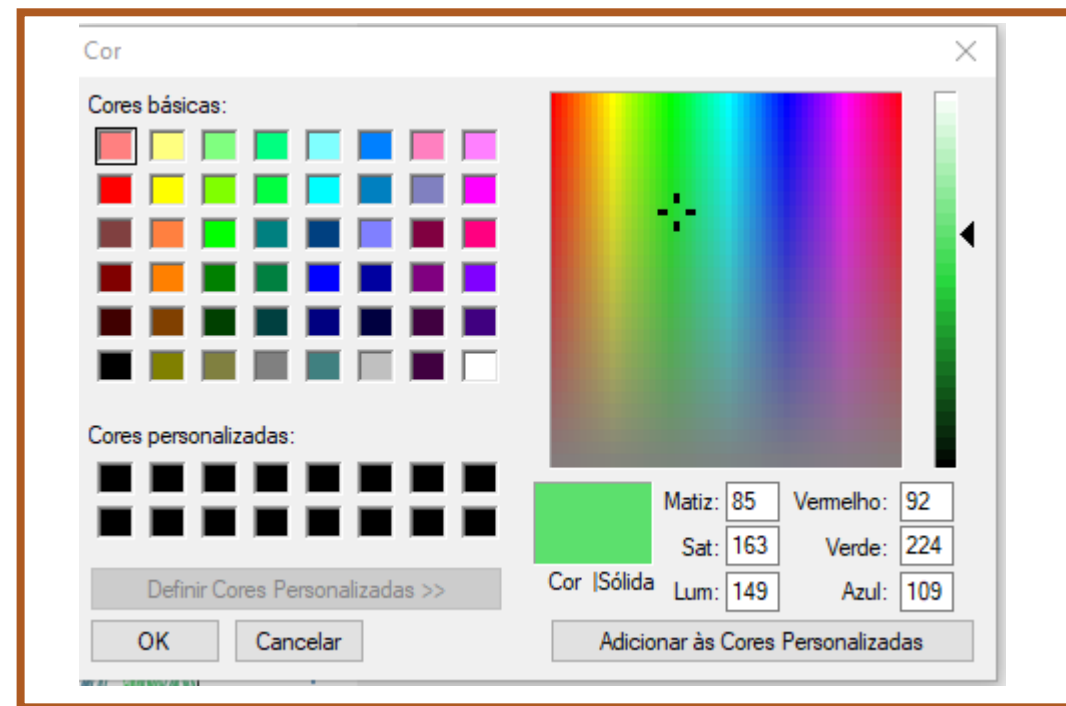 Cor
Cores básicas:
Cores personalizadas:
Definir Cores Personalizadas >>
OK Cancelar
Matiz: 85 Vermelho: 92
Sat: 163 Verde: 224
Cor |Sólida Lum: 149 Azul: 109
Adicionar às Cores Personalizadas